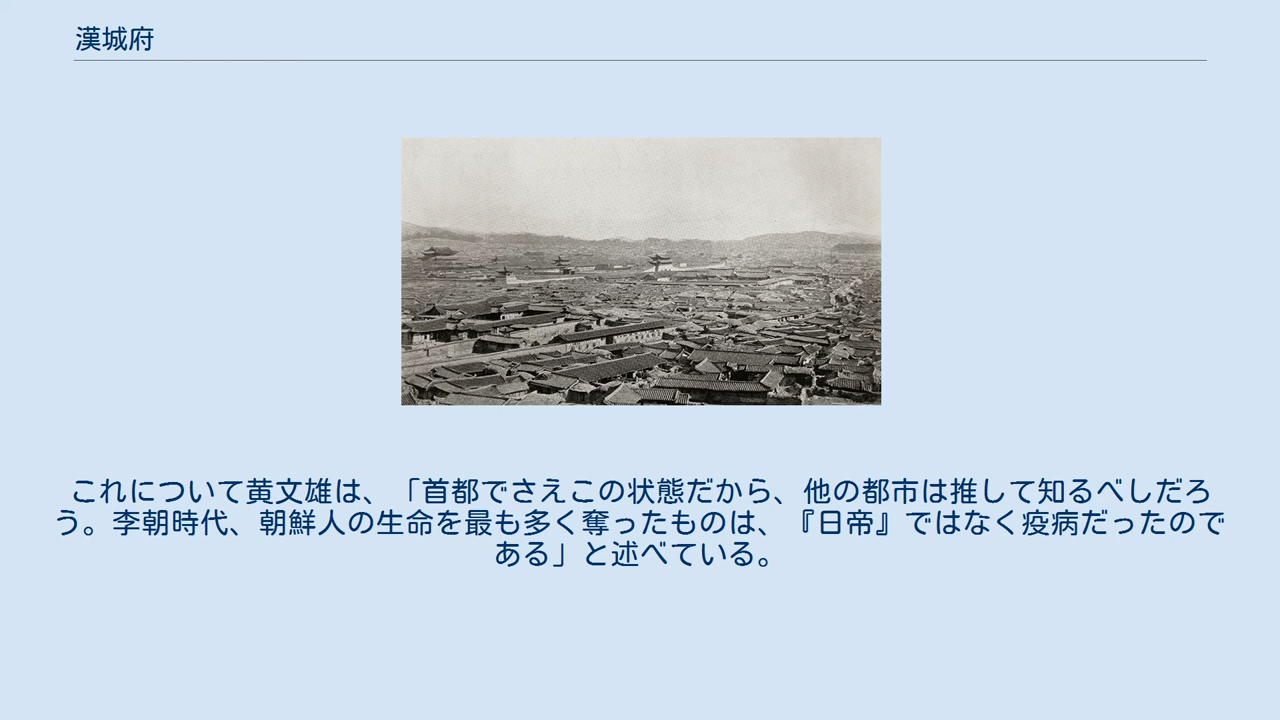 漢城府
これについて黄文雄は、「首都でさえこの状態だから、他の都市は推して知るべしだろ
う。李朝時代、朝鮮人の生命を最も多く奪ったものは、『日帝』ではなく疫病だったので
ある」と述べている。